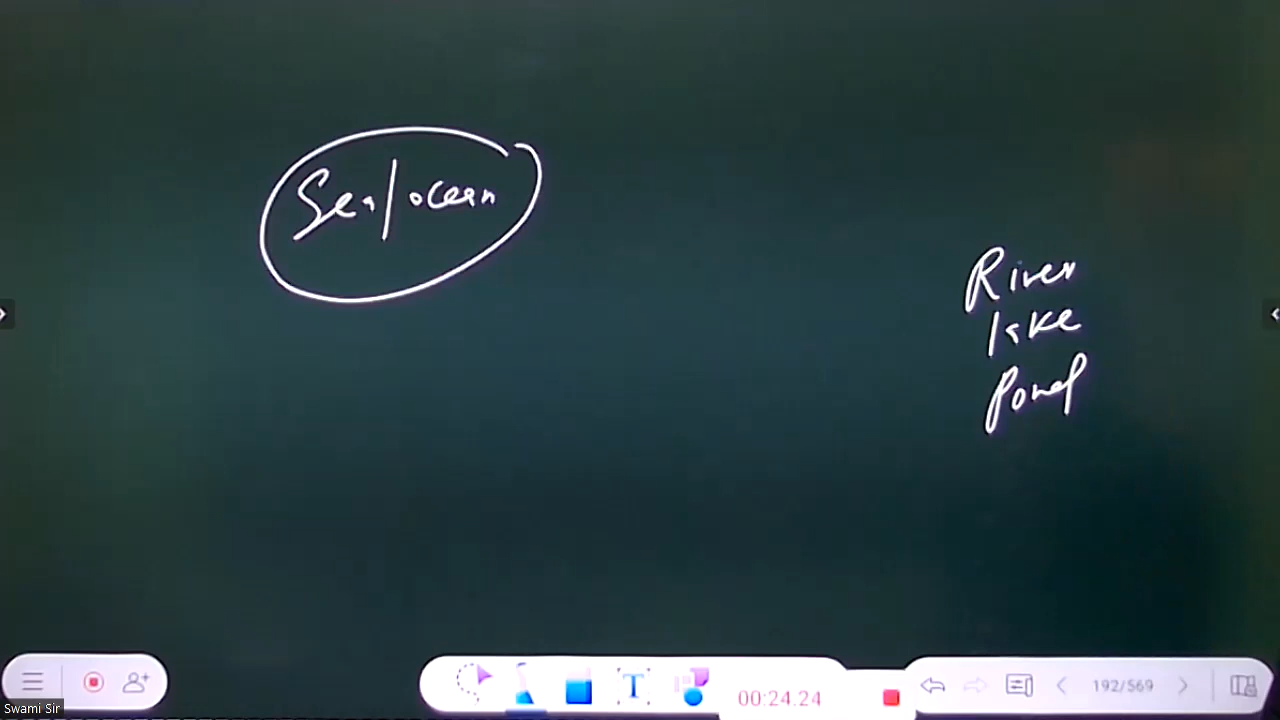 Sea/ocean
River
lake
Pond
T
00:24.24
192/569
Swami Sir